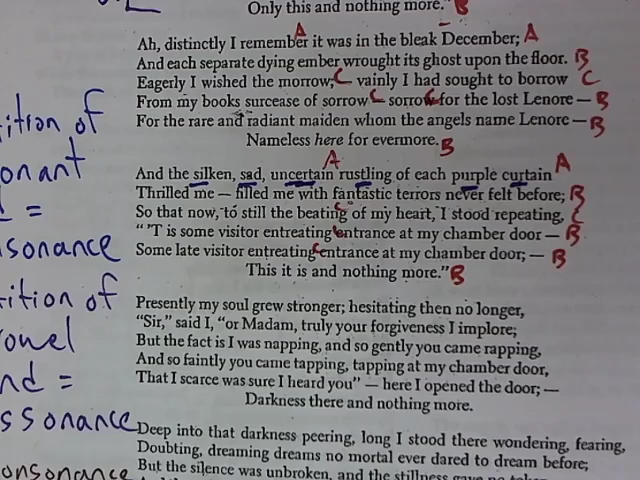 Only this and nothing more." B
A
Ah, distinctly I remember it was in the bleak December; A
And each separate dying ember wrought its ghost upon the floor. B
Eagerly I wished the morrow; C vainly I had sought to borrow C
From my books surcease of sorrow C — sorrow C for the lost Lenore — B
For the rare and radiant maiden whom the angels name Lenore — B
Nameless here for evermore. B
A
And the silken, sad, uncertain rustling of each purple curtain A
Thrilled me — filled me with fantastic terrors never felt before; B
So that now, to still the beating C of my heart, I stood repeating, C
"'T is some visitor entreating C entrance at my chamber door — B
Some late visitor entreating C entrance at my chamber door; — B
This it is and nothing more." B
Presently my soul grew stronger; hesitating then no longer,
"Sir," said I, "or Madam, truly your forgiveness I implore;
But the fact is I was napping, and so gently you came rapping,
And so faintly you came tapping, tapping at my chamber door,
That I scarce was sure I heard you" — here I opened the door; —
Darkness there and nothing more.
Deep into that darkness peering, long I stood there wondering, fearing,
Doubting, dreaming dreams no mortal ever dared to dream before;
But the silence was unbroken, and the stillness gave no token
ition of
onant
d =
nsonance
ition of
owel
nd =
ssonance
onsonance